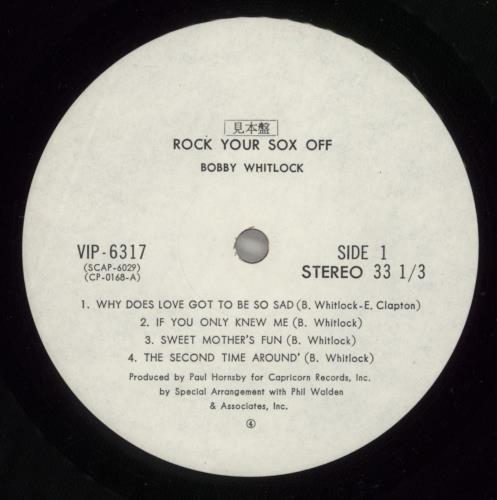 見本盤
ROCK YOUR SOX OFF
BOBBY WHITLOCK
VIP-6317
(SCAP-6029)
(CP-0168-A)
SIDE 1
STEREO 33 1/3
1. WHY DOES LOVE GOT TO BE SO SAD (B. Whitlock-E. Clapton)
2. IF YOU ONLY KNEW ME (B. Whitlock)
3. SWEET MOTHER'S FUN (B. Whitlock)
4. THE SECOND TIME AROUND' (B. Whitlock)
Produced by Paul Hornsby for Capricorn Records, Inc.
by Special Arrangement with Phil Walden
& Associates, Inc.
④